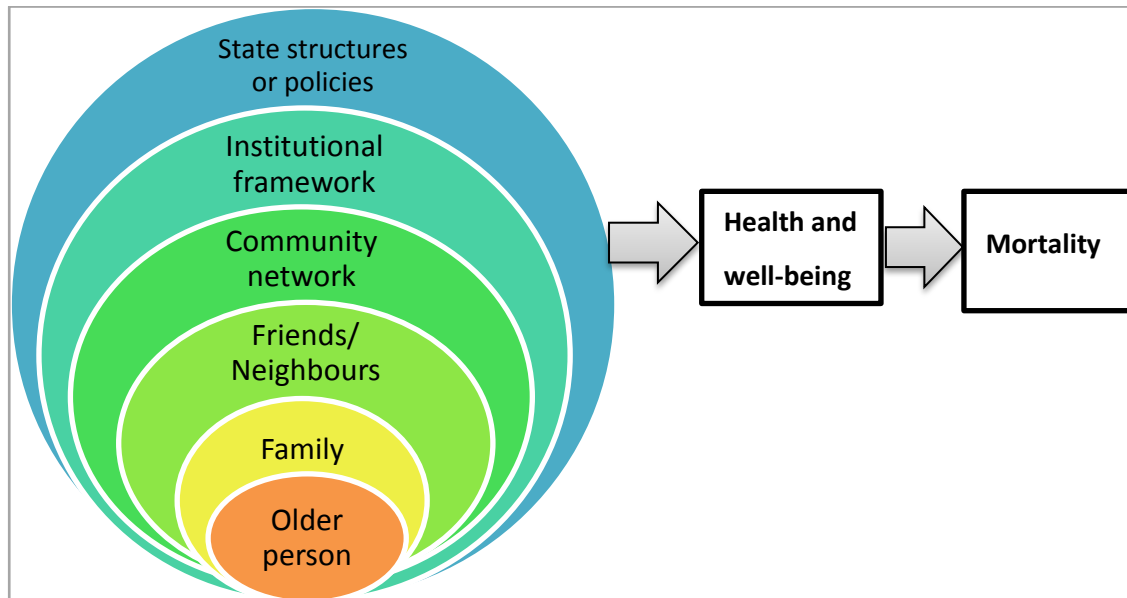 State structures
or policies
Institutional
framework
Community
network
Friends/
Neighbours
Family
Older
person
Health and
well-being
Mortality